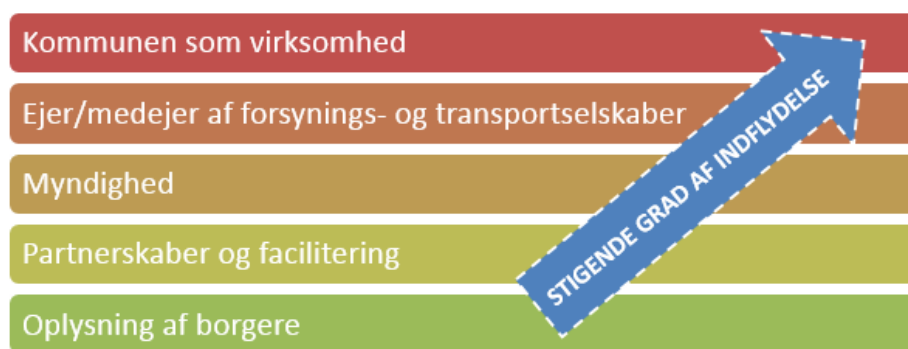 Kommunen som virksomhed
Ejer/medejer af forsynings- og transportselskaber
Myndighed
Partnerskaber og facilitering
Oplysning af borgere
STIGENDE GRAD AF INDFLYDELSE